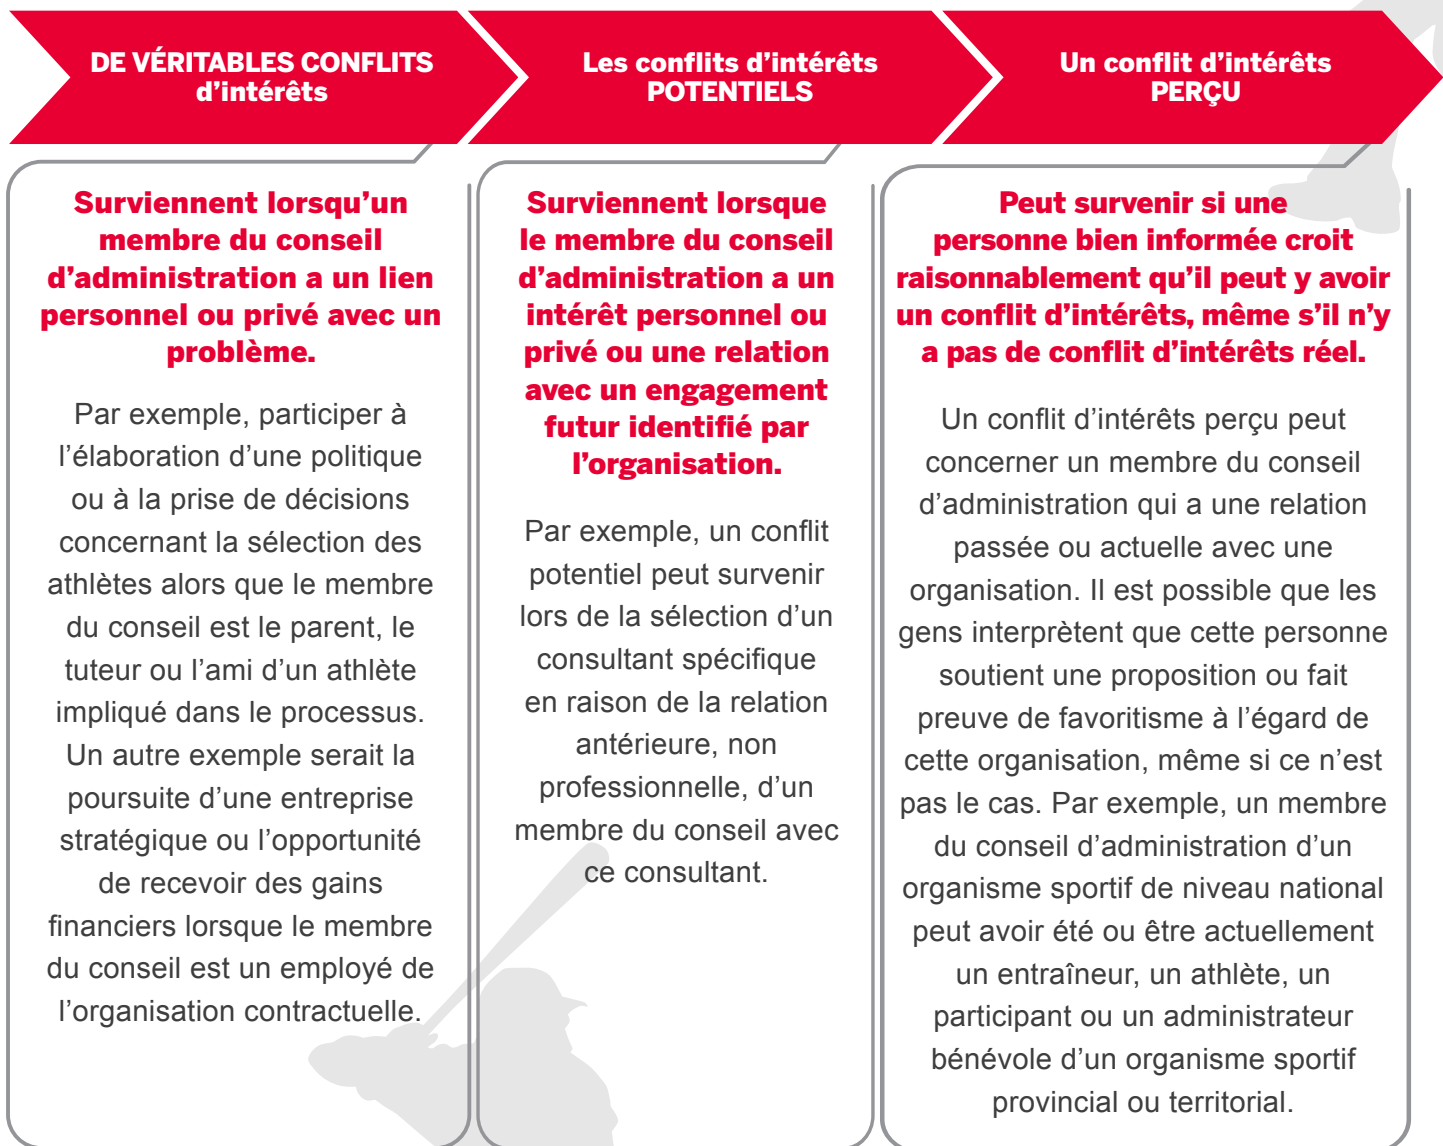 DE VÉRITABLES CONFLITS
d'intérêts
Les conflits d'intérêts
POTENTIELS
Un conflit d'intérêts
PERÇU
Surviennent lorsqu'un
membre du conseil
d'administration a un lien
personnel ou privé avec un
problème.
Par exemple, participer à
l'élaboration d'une politique
ou à la prise de décisions
concernant la sélection des
athlètes alors que le membre
du conseil est le parent, le
tuteur ou l'ami d'un athlète
impliqué dans le processus.
Un autre exemple serait la
poursuite d'une entreprise
stratégique ou l'opportunité
de recevoir des gains
financiers lorsque le membre
du conseil est un employé de
l'organisation contractuelle.
Surviennent lorsque
le membre du conseil
d'administration a un
intérêt personnel ou
privé ou une relation
avec un engagement
futur identifié par
l'organisation.
Par exemple, un conflit
potentiel peut survenir
lors de la sélection d'un
consultant spécifique
en raison de la relation
antérieure, non
professionnelle, d'un
membre du conseil avec
ce consultant.
Peut survenir si une
personne bien informée croit
raisonnablement qu'il peut y avoir
un conflit d'intérêts, même s'il n'y
a pas de conflit d'intérêts réel.
Un conflit d'intérêts perçu peut
concerner un membre du conseil
d'administration qui a une relation
passée ou actuelle avec une
organisation. Il est possible que les
gens interprètent que cette personne
soutient une proposition ou fait
preuve de favoritisme à l'égard de
cette organisation, même si ce n'est
pas le cas. Par exemple, un membre
du conseil d'administration d'un
organisme sportif de niveau national
peut avoir été ou être actuellement
un entraîneur, un athlète, un
participant ou un administrateur
bénévole d'un organisme sportif
provincial ou territorial.